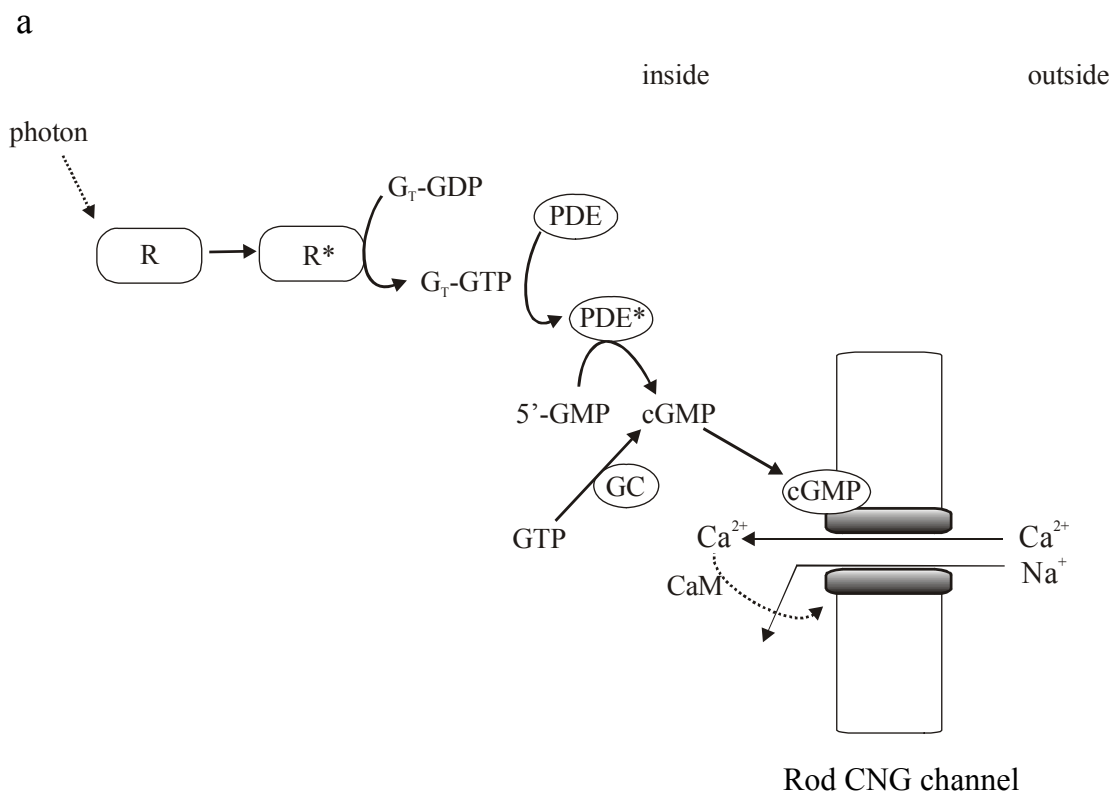 a
inside
outside
photon
G_T-GDP
PDE
R
R*
G_T-GTP
PDE*
5’-GMP
cGMP
GC
cGMP
GTP
Ca²⁺
Ca²⁺
Na⁺
CaM
Rod CNG channel